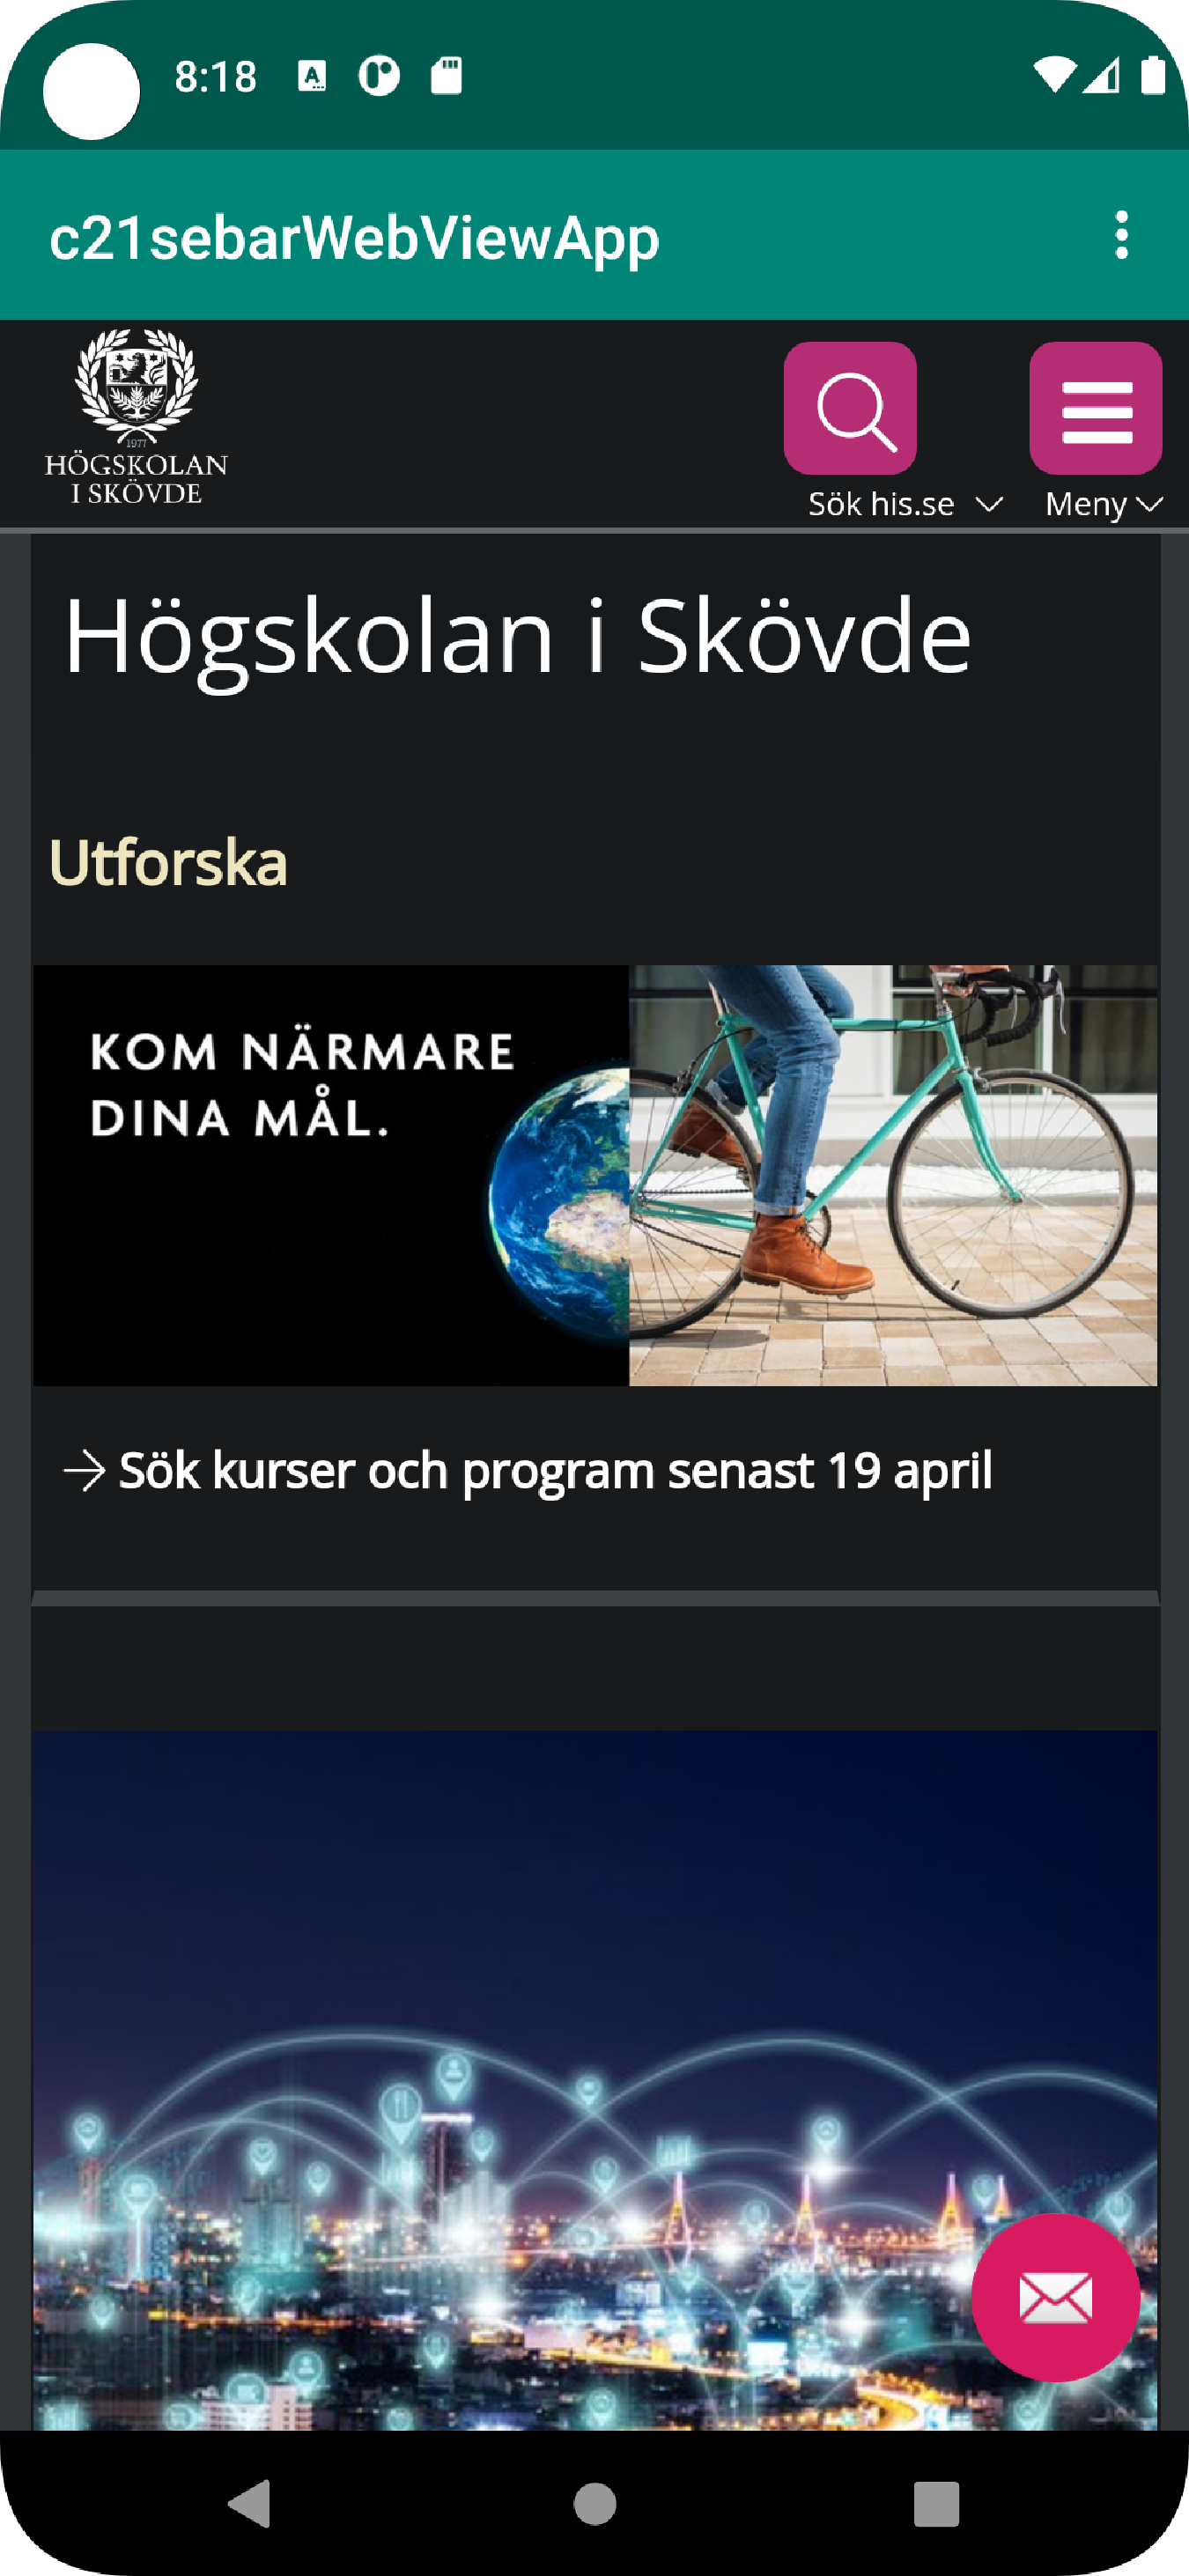 8:18
c21sebarWebViewApp
1977
HÖGSKOLAN
I SKÖVDE
Sök his.se
Meny
Högskolan i Skövde
Utforska
KOM NÄRMARE
DINA MÅL.
Sök kurser och program senast 19 april